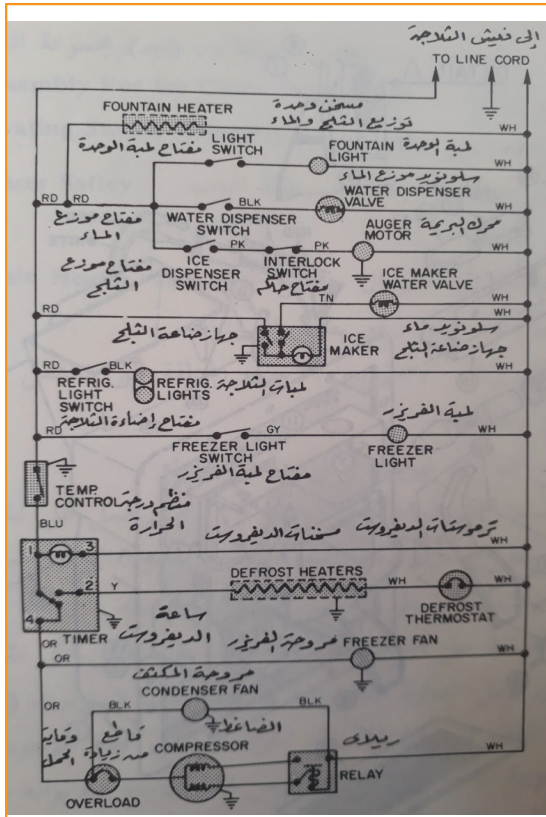 إلى فيش الثلاجة
TO LINE CORD
FOUNTAIN HEATER
مسخن وحدة
توزيع الثلج والماء
WH
LIGHT SWITCH
مفتاح لمبة الوحدة
FOUNTAIN LIGHT
لمبة الوحدة
WH
RD RD
BLK
سلونويد موزع الماء
WATER DISPENSER VALVE
WH
WATER DISPENSER SWITCH
مفتاح موزع الماء
AUGER MOTOR
محرك البريمة
PK PK
WH
ICE DISPENSER SWITCH
مفتاح موزع الثلج
INTERLOCK SWITCH
مفتاح حاكم
TN
ICE MAKER WATER VALVE
WH
WH
RD
جهاز صناعة الثلج
ICE MAKER
سلونويد ماء
جهاز صناعة الثلج
RD BLK
REFRIG. LIGHT SWITCH
REFRIG. LIGHTS
لمبات الثلاجة
WH
مفتاح إضاءة الثلاجة
RD
GY
لمبة الفريزر
WH
FREEZER LIGHT SWITCH
FREEZER LIGHT
مفتاح لمبة الفريزر
TEMP. CONTROL
منظم درجة
الحرارة
BLU
مسخنات الديفروست
ترموستات الديفروست
1 3
WH
2 Y
DEFROST HEATERS
WH
WH
DEFROST THERMOSTAT
4
TIMER
ساعة
الديفروست
OR
OR
مروحة الفريزر
FREEZER FAN
WH
مروحة المكثف
CONDENSER FAN
OR
BLK
BLK
وقاية
قاطع
من زيادة الحمل
الضاغط
COMPRESSOR
ريلاى
WH
RELAY
OVERLOAD